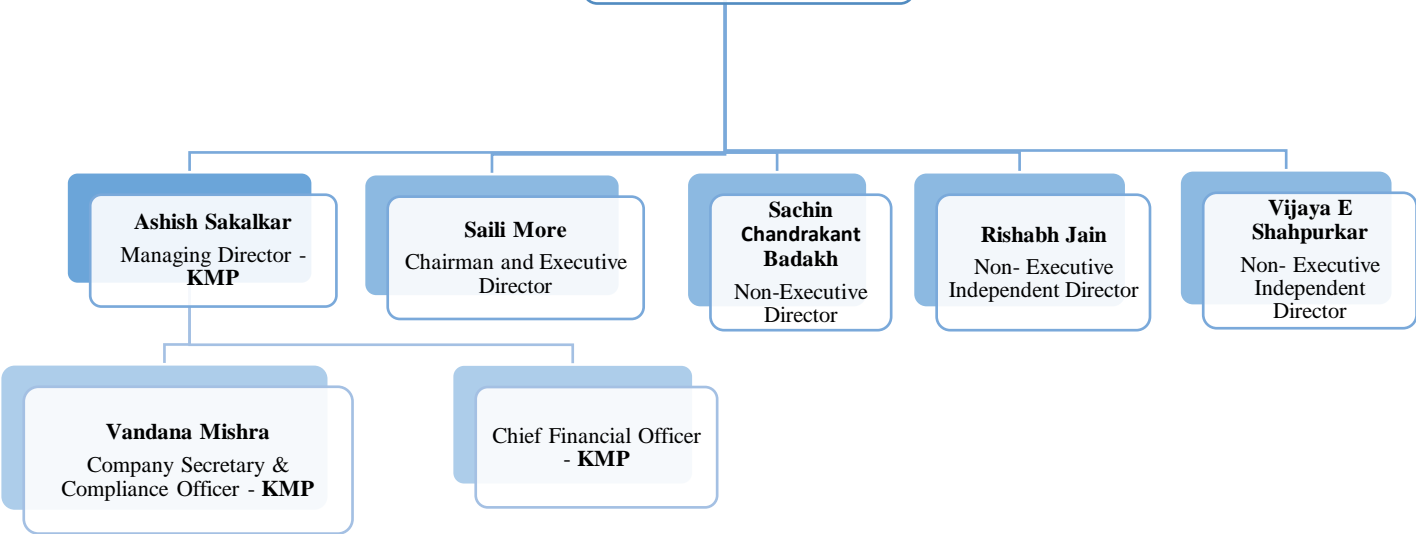 Ashish Sakalkar
Managing Director -
KMP
Saili More
Chairman and Executive
Director
Sachin
Chandrakant
Badakh
Non-Executive
Director
Rishabh Jain
Non- Executive
Independent Director
Vijaya E
Shahpurkar
Non- Executive
Independent
Director
Vandana Mishra
Company Secretary &
Compliance Officer - KMP
Chief Financial Officer
- KMP